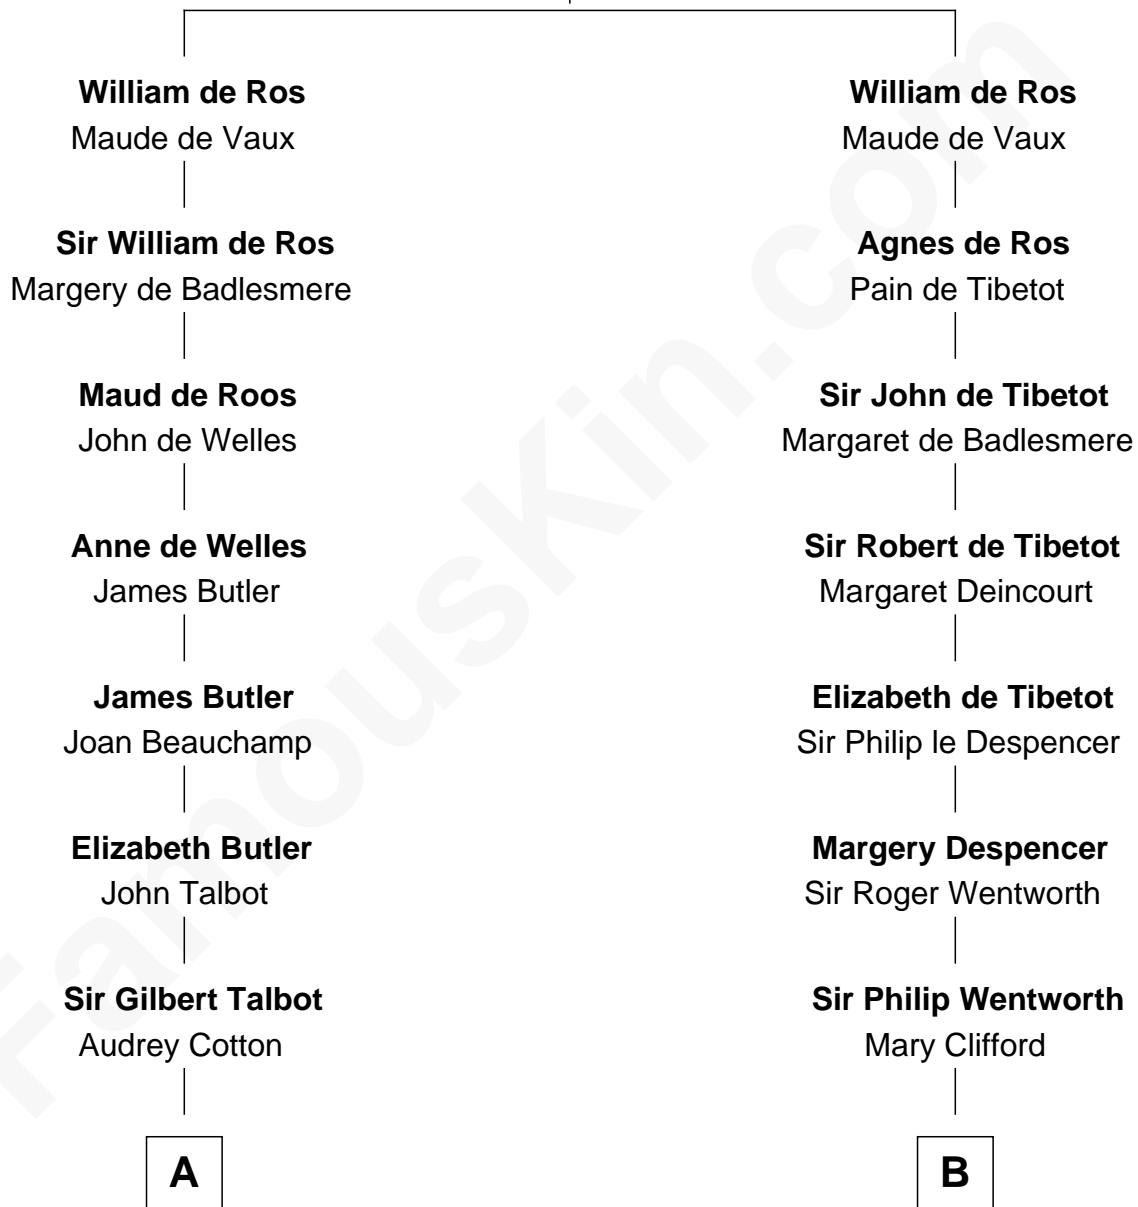 William de Ros
Maude de Vaux
Sir William de Ros
Margery de Badlesmere
Maud de Roos
John de Welles
Anne de Welles
James Butler
James Butler
Joan Beauchamp
Elizabeth Butler
John Talbot
Sir Gilbert Talbot
Audrey Cotton
A
William de Ros
Maude de Vaux
Agnes de Ros
Pain de Tibetot
Sir John de Tibetot
Margaret de Badlesmere
Sir Robert de Tibetot
Margaret Deincourt
Elizabeth de Tibetot
Sir Philip le Despencer
Margery Despencer
Sir Roger Wentworth
Sir Philip Wentworth
Mary Clifford
B
FamousKin.com